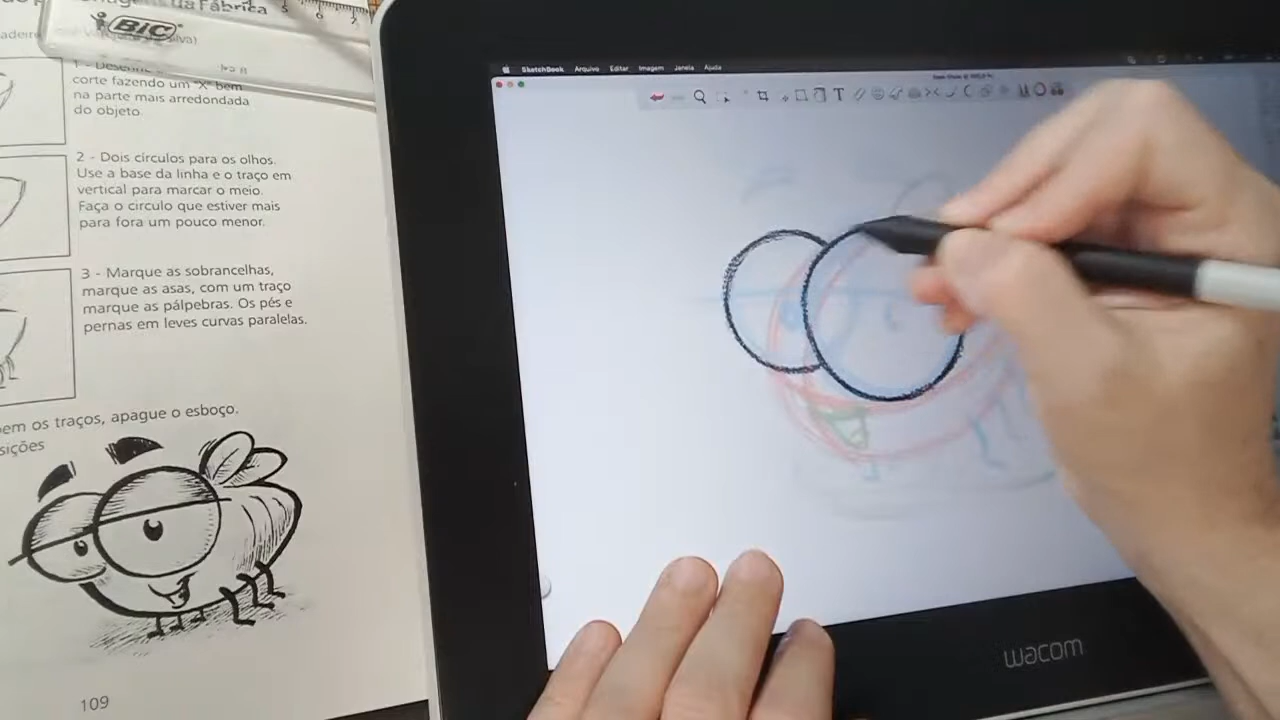 da Fábrica
BIC
corte fazendo um "X" bem
na parte mais arredondada
do objeto.
2 - Dois círculos para os olhos.
Use a base da linha e o traço em
vertical para marcar o meio.
Faça o circulo que estiver mais
para fora um pouco menor.
3 - Marque as sobrancelhas,
marque as asas, com um traço
marque as pálpebras. Os pés e
pernas em leves curvas paralelas.
os traços, apague o esboço.
109
SketchBook Arquivo Editar Imagem Janela Ajuda
T
wacom